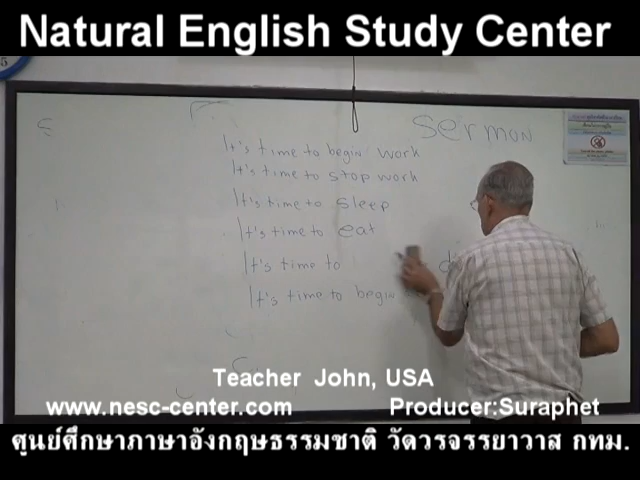 Natural English Study Center
sermon
It's time to begin work
It's time to stop work
It's time to sleep
It's time to eat
It's time to
It's time to begin
Teacher John, USA
www.nesc-center.com Producer:Suraphet
ศูนย์ศึกษาภาษาอังกฤษธรรมชาติ วัดวรจรรยาวาส กทม.